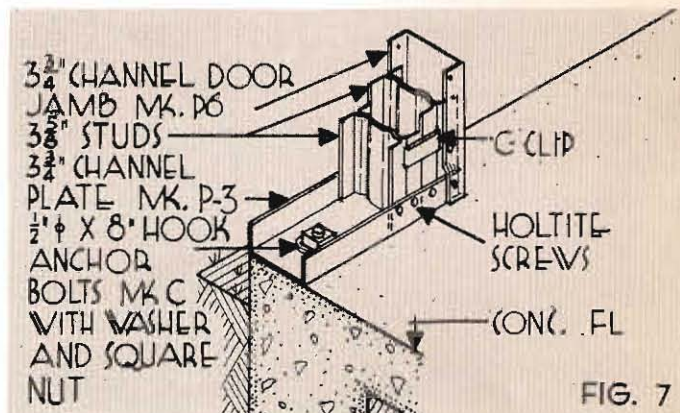 3¾" CHANNEL DOOR
JAMB MK. P6
3⅝" STUDS
3¾" CHANNEL
PLATE MK. P-3
½" ϕ X 8" HOOK
ANCHOR
BOLTS MK C
WITH WASHER
AND SQUARE
NUT
C-CLIP
HOLTITE
SCREWS
CONC. FL
FIG. 7